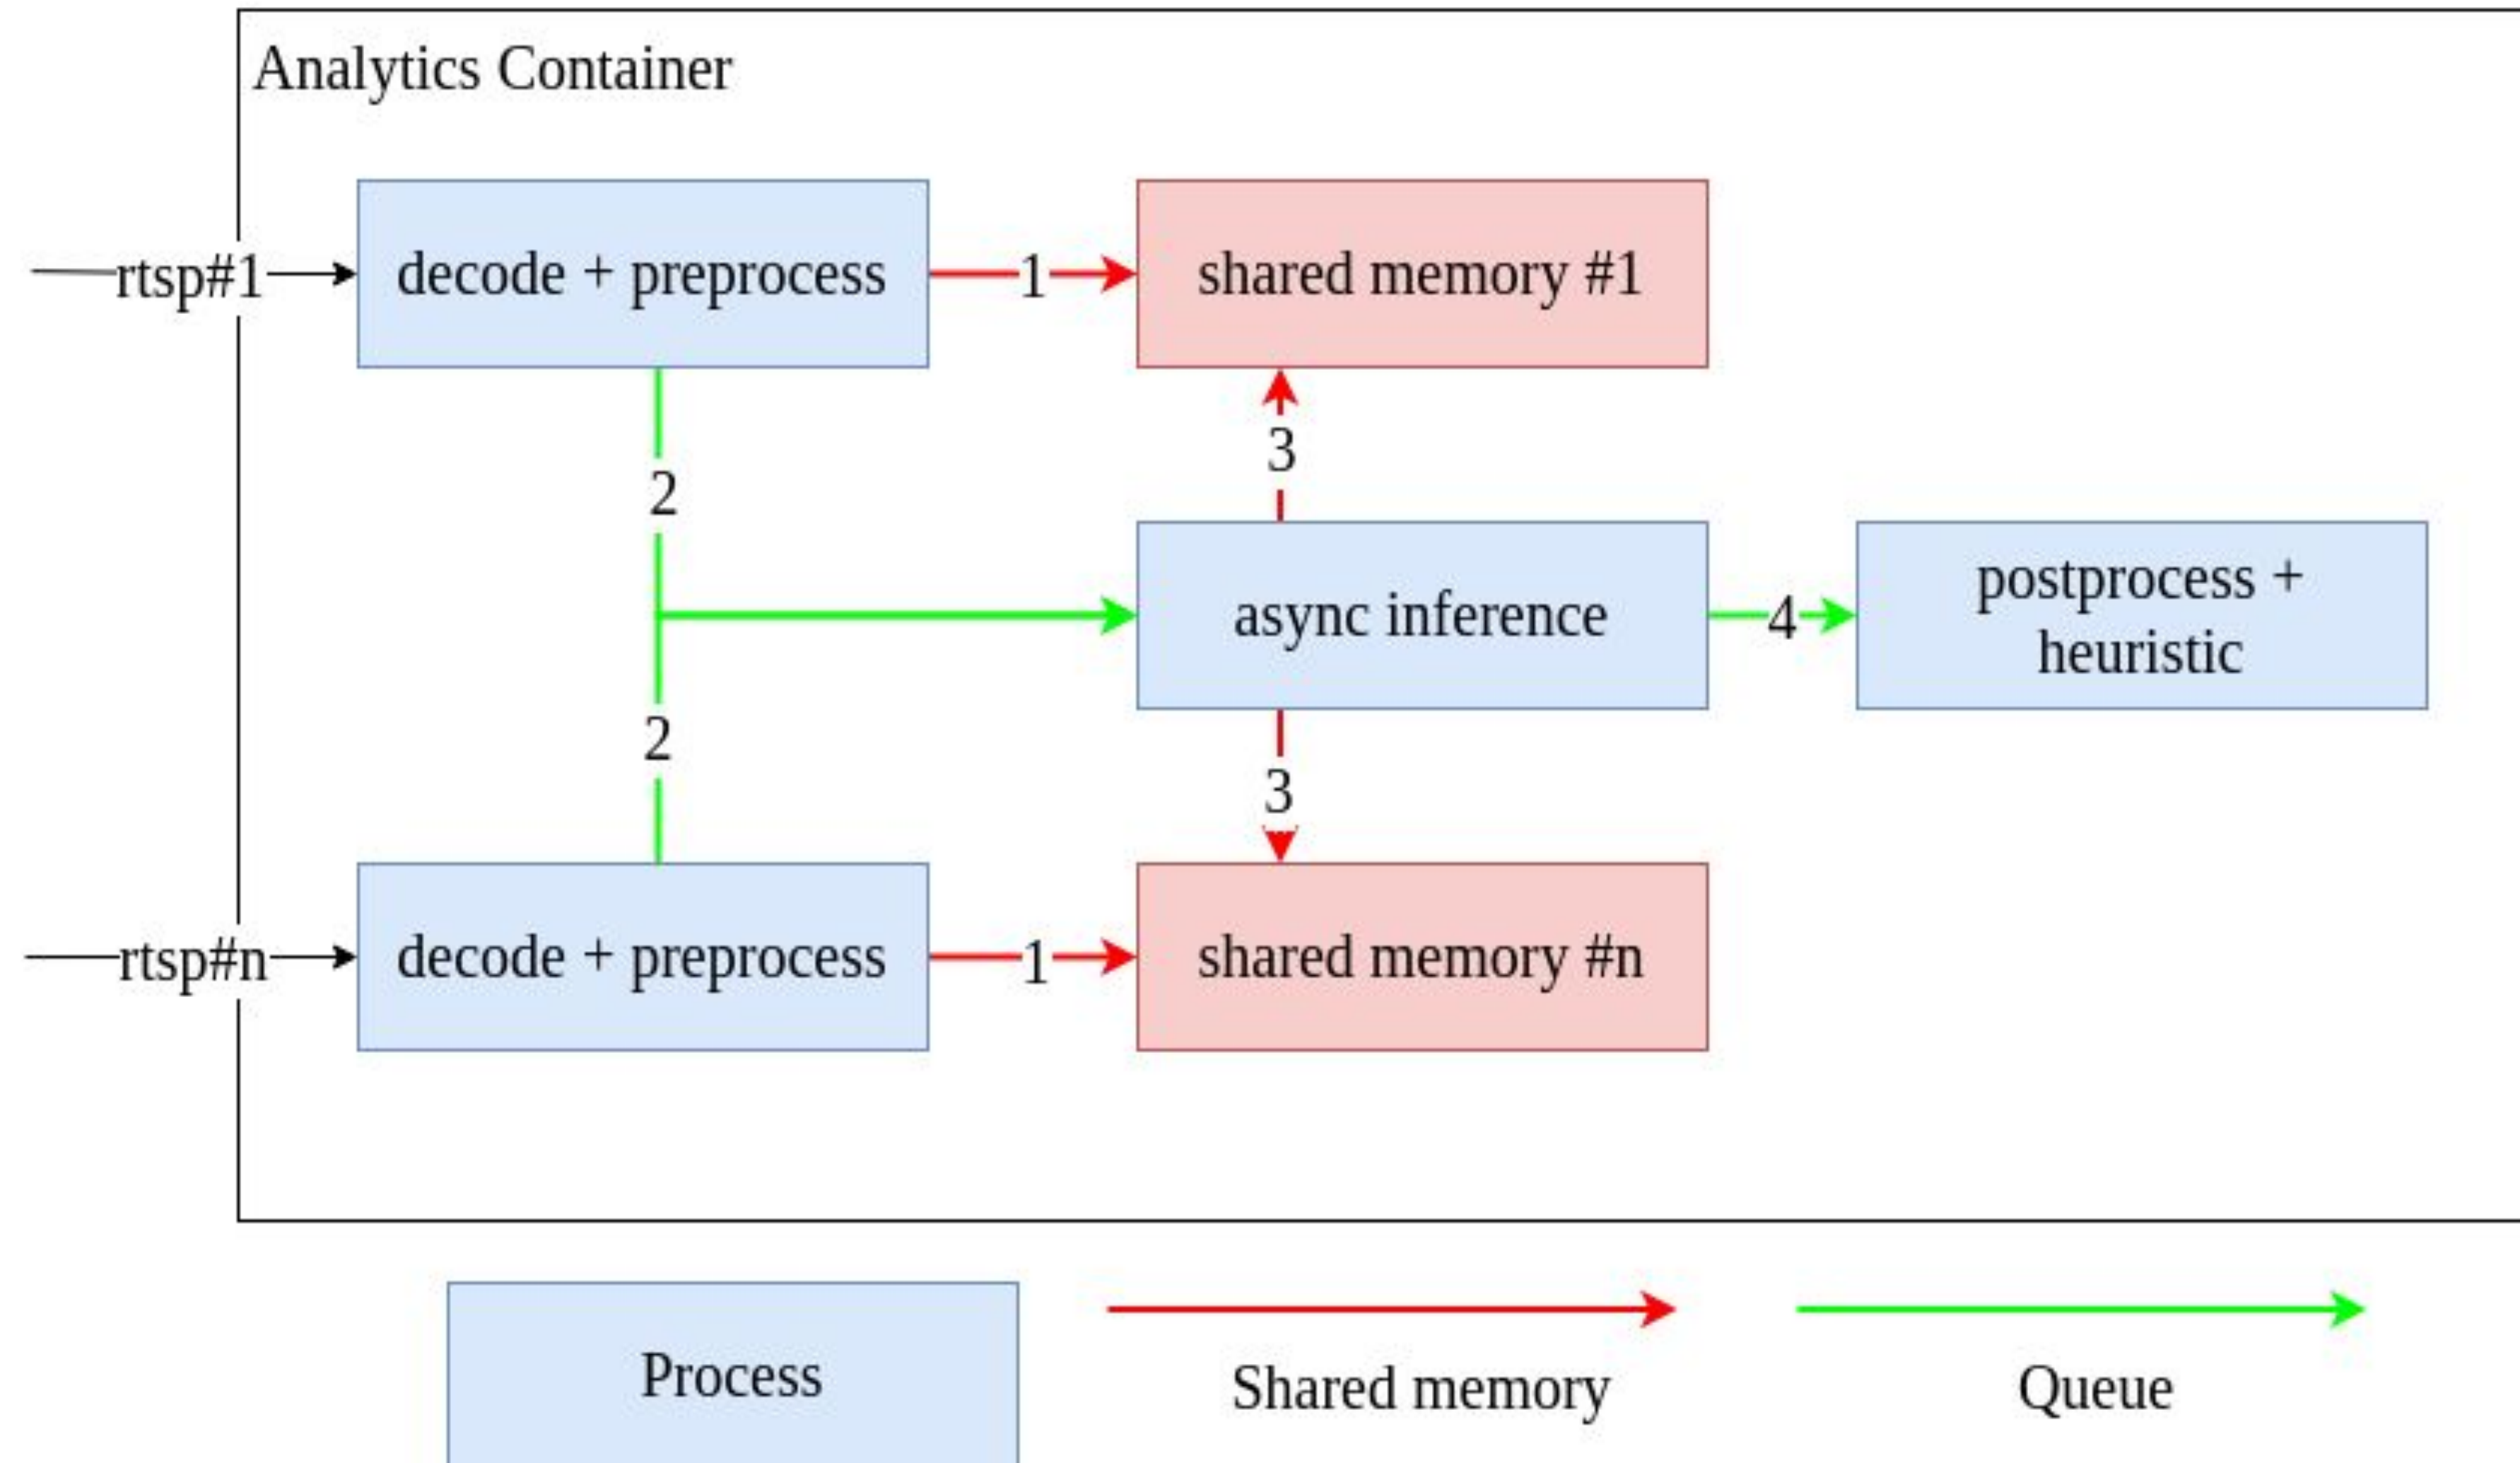 Analytics Container
rtsp#1
decode + preprocess
1
shared memory #1
2
3
async inference
4
postprocess +
heuristic
2
3
rtsp#n
decode + preprocess
1
shared memory #n
Process
Shared memory
Queue